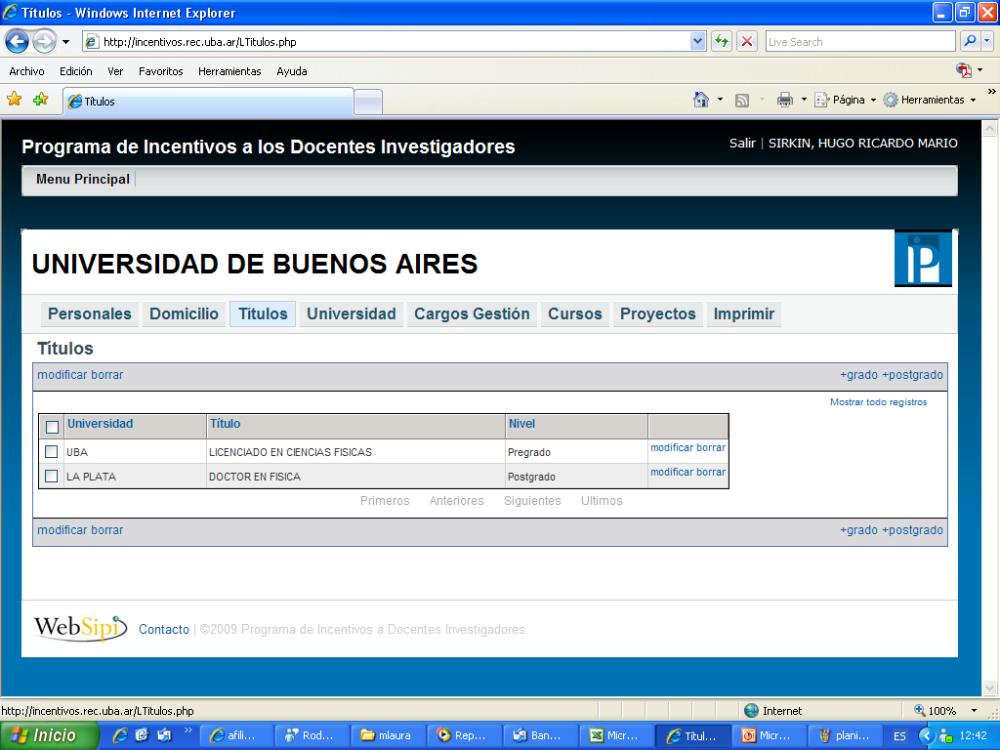 Títulos - Windows Internet Explorer
http://incentivos.rec.uba.ar/LTitulos.php
Live Search
Archivo Edición Ver Favoritos Herramientas Ayuda
Títulos
Página Herramientas
Programa de Incentivos a los Docentes Investigadores
Salir | SIRKIN, HUGO RICARDO MARIO
Menu Principal
UNIVERSIDAD DE BUENOS AIRES
Personales Domicilio Títulos Universidad Cargos Gestión Cursos Proyectos Imprimir
Títulos
modificar borrar +grado +postgrado
Mostrar todo registros
Universidad Título Nivel
UBA LICENCIADO EN CIENCIAS FISICAS Pregrado modificar borrar
LA PLATA DOCTOR EN FISICA Postgrado modificar borrar
Primeros Anteriores Siguientes Ultimos
modificar borrar +grado +postgrado
WebSipi Contacto | ©2009 Programa de Incentivos a Docentes Investigadores
http://incentivos.rec.uba.ar/LTitulos.php Internet 100%
Inicio afili... Rod... mlaura Rep... Ban... Micr... Títul... Micr... plani... ES 12:42